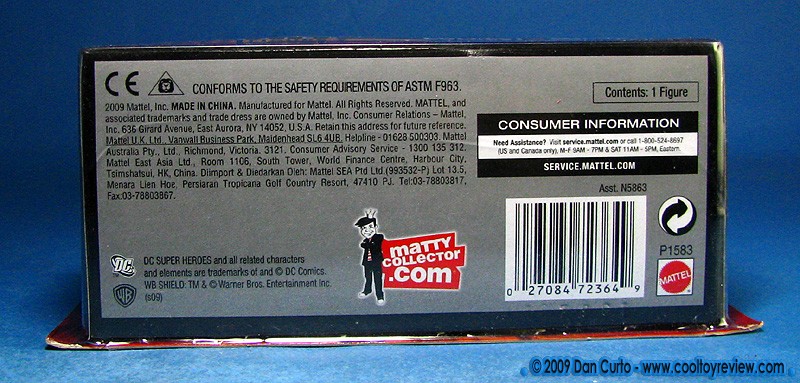 CE CONFORMS TO THE SAFETY REQUIREMENTS OF ASTM F963.
2009 Mattel, Inc. MADE IN CHINA. Manufactured for Mattel. All Rights Reserved. MATTEL, and
associated trademarks and trade dress are owned by Mattel, Inc. Consumer Relations – Mattel,
Inc. 636 Girard Avenue, East Aurora, NY 14052, U.S.A. Retain this address for future reference.
Mattel U.K. Ltd., Vanwall Business Park, Maidenhead SL6 4UB. Helpline - 01628 500303. Mattel
Australia Pty., Ltd., Richmond, Victoria. 3121. Consumer Advisory Service - 1300 135 312.
Mattel East Asia Ltd., Room 1106, South Tower, World Finance Centre, Harbour City,
Tsimshatsui, HK, China. Diimport & Diedarkan Oleh: Mattel SEA Ptd Ltd.(993532-P) Lot 13.5,
Menara Lien Hoe, Persiaran Tropicana Golf Country Resort, 47410 PJ. Tel:03-78803817,
Fax:03-78803867.
Contents: 1 Figure
CONSUMER INFORMATION
Need Assistance? Visit service.mattel.com or call 1-800-524-8697
(US and Canada only), M-F 9AM - 7PM & SAT 11AM - 5PM, Eastern.
SERVICE.MATTEL.COM
Asst. N5863
DC
DC SUPER HEROES and all related characters
and elements are trademarks of and © DC Comics.
WB
WB SHIELD: TM & © Warner Bros. Entertainment Inc.
(s09)
matty
COLLECTOR
.com
0 27084 72364 9
P1583
MATTEL
© 2009 Dan Curto - www.cooltoyreview.com